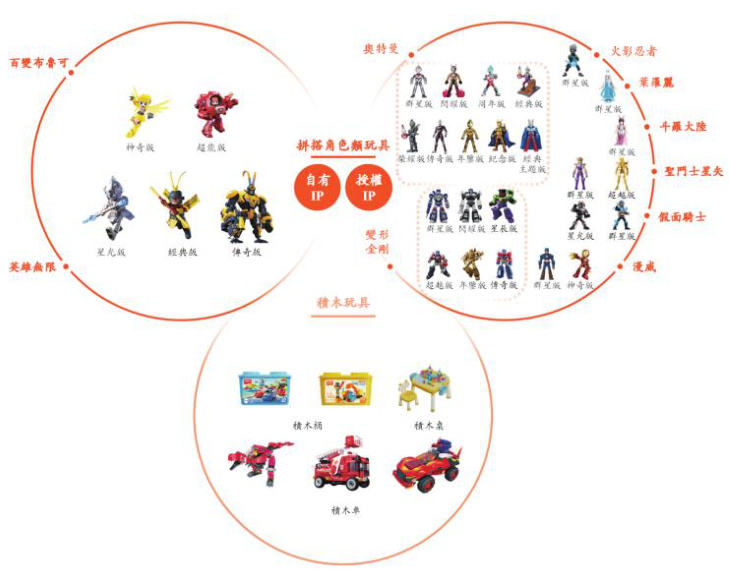 百變布魯可
神奇版
超能版
星光版
經典版
傳奇版
英雄無限
拼搭角色類玩具
自有
IP
授權
IP
奧特曼
群星版
閃耀版
周年版
經典版
榮耀版
傳奇版
年鑒版
紀念版
經典
主題版
變形
金剛
群星版
閃耀版
星辰版
超越版
年鑒版
傳奇版
火影忍者
群星版
葉羅麗
群星版
斗羅大陸
群星版
聖鬥士星矢
群星版
超越版
假面騎士
星光版
群星版
漫威
群星版
神奇版
積木玩具
積木桶
積木桌
積木車